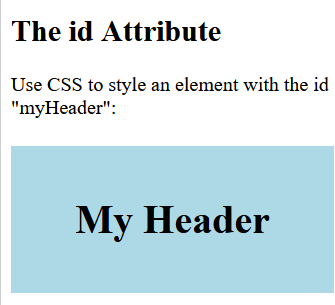 The id Attribute
Use CSS to style an element with the id
"myHeader":
My Header